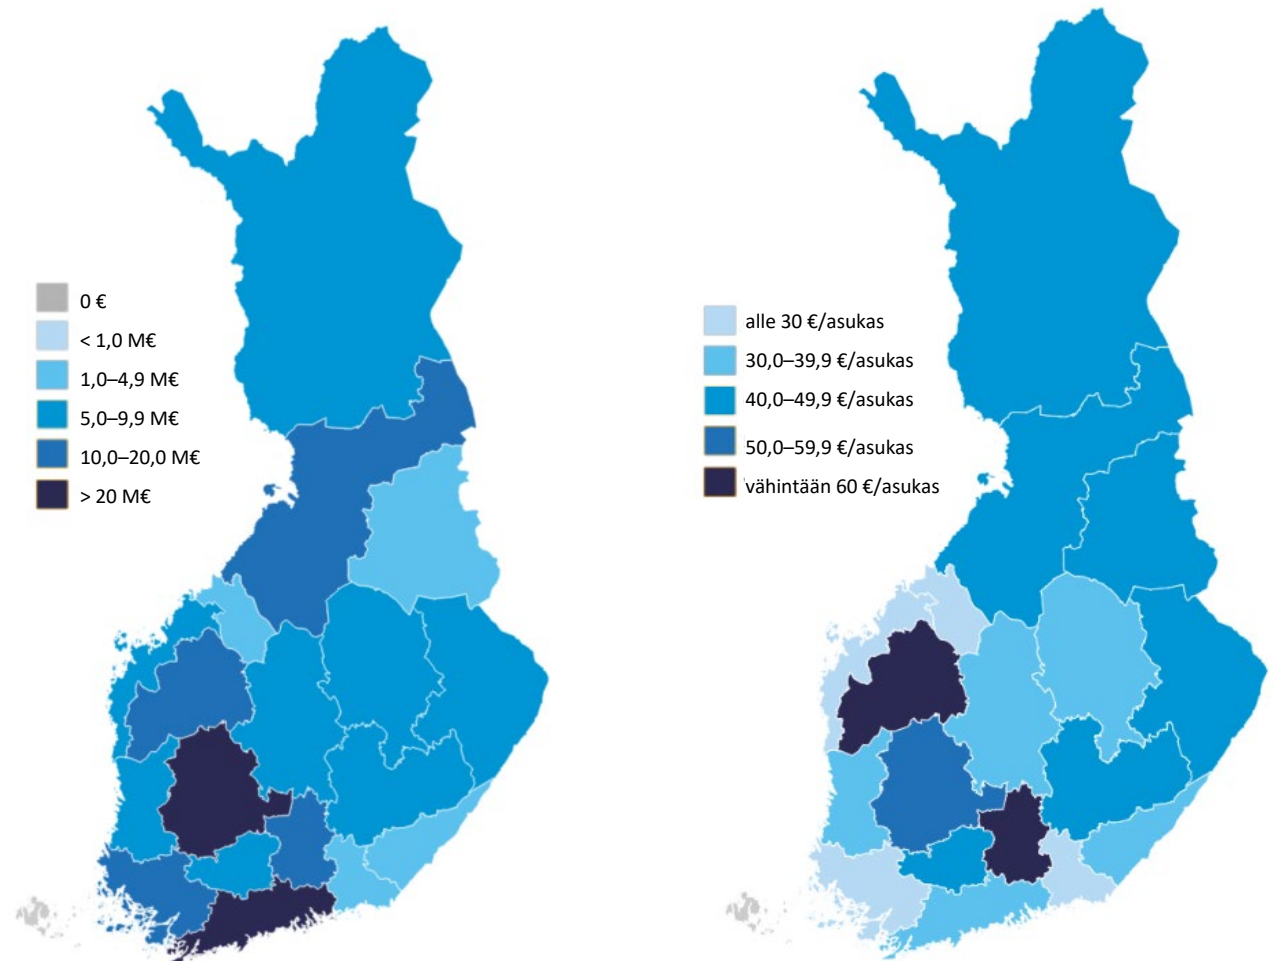 0 €
< 1,0 M€
1,0–4,9 M€
5,0–9,9 M€
10,0–20,0 M€
> 20 M€
alle 30 €/asukas
30,0–39,9 €/asukas
40,0–49,9 €/asukas
50,0–59,9 €/asukas
vähintään 60 €/asukas